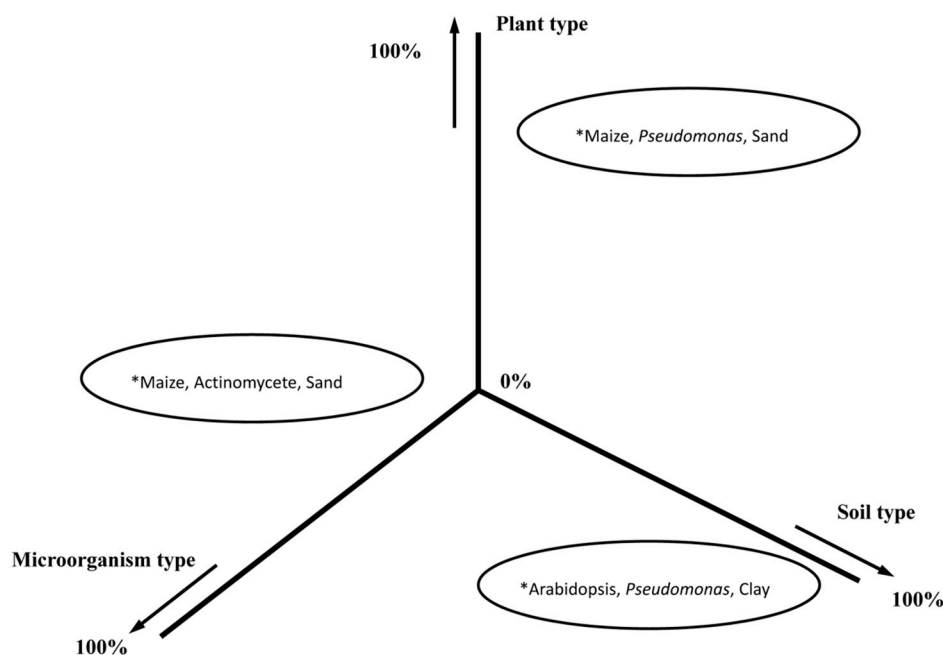 Plant type
100%
*Maize, Pseudomonas, Sand
*Maize, Actinomycete, Sand
0%
Soil type
Microorganism type
*Arabidopsis, Pseudomonas, Clay
100%
100%